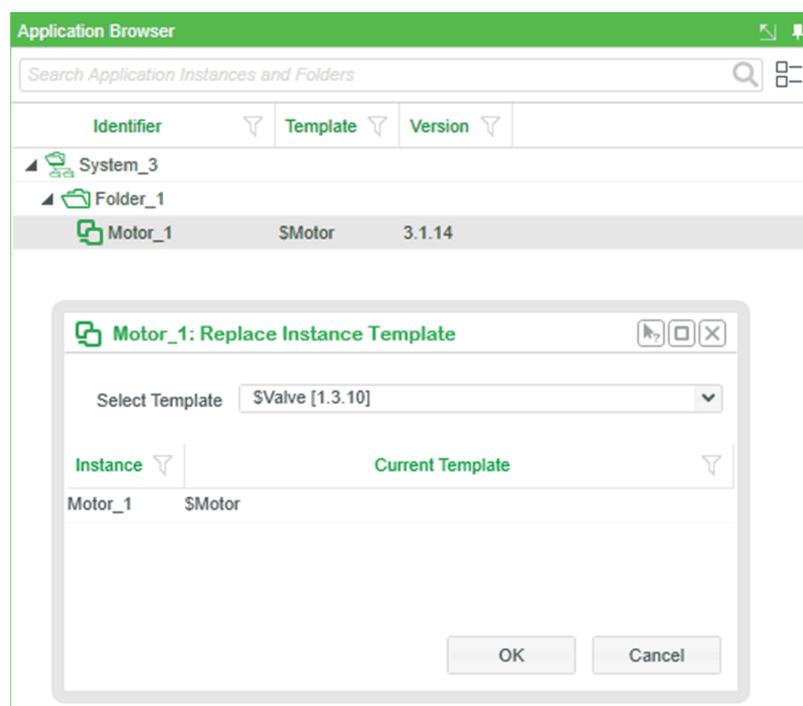 Application Browser
Search Application Instances and Folders
Identifier Template Version
System_3
Folder_1
Motor_1 $Motor 3.1.14
Motor_1: Replace Instance Template
Select Template $Valve [1.3.10]
Instance Current Template
Motor_1 $Motor
OK Cancel